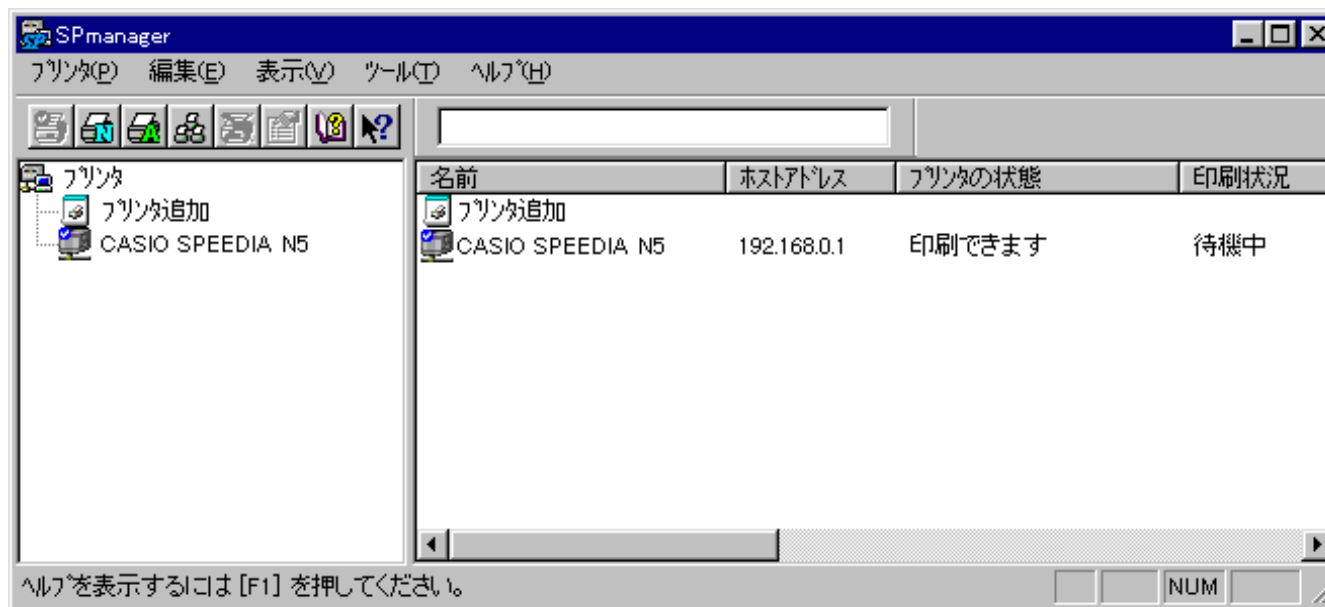 SPmanager
プリンタ(P) 編集(E) 表示(V) ツール(T) ヘルプ(H)
プリンタ
プリンタ追加
CASIO SPEEDIA N5
名前 ホストアドレス プリンタの状態 印刷状況
プリンタ追加
CASIO SPEEDIA N5 192.168.0.1 印刷できます 待機中
ヘルプを表示するには [F1] を押してください。 NUM